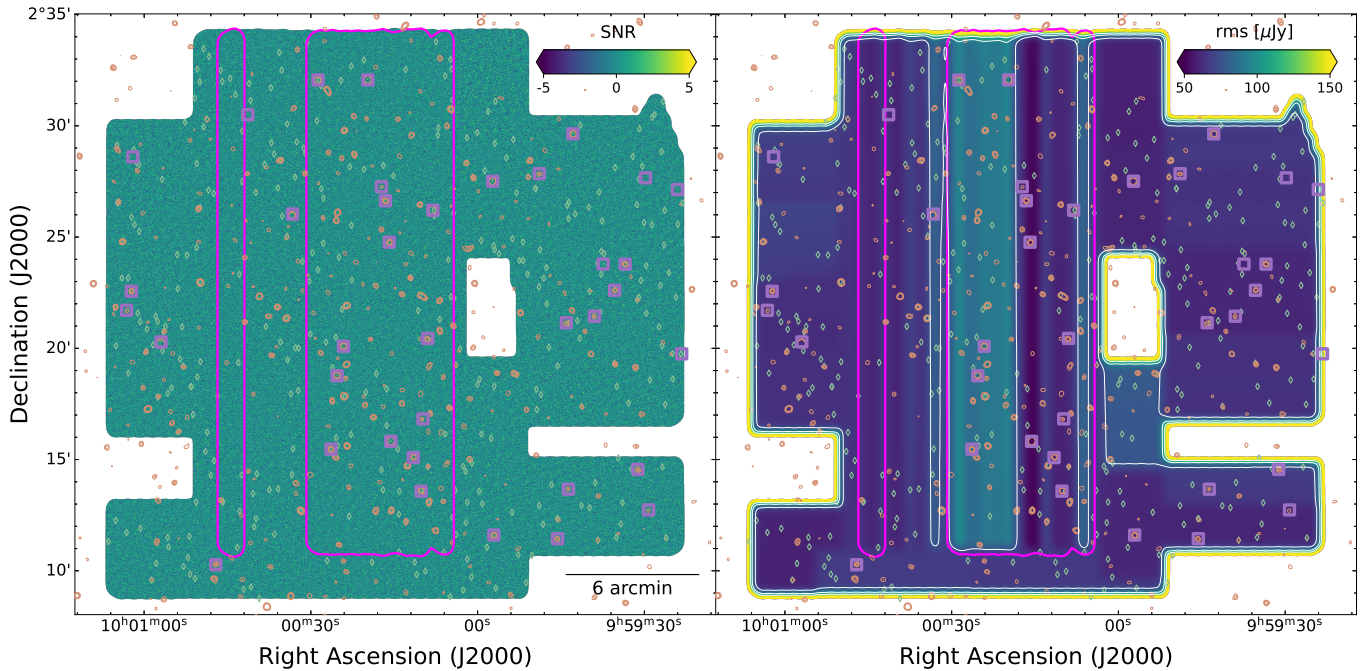 2°35'
30'
25'
20'
15'
10'
Declination (J2000)
SNR
-5 0 5
6 arcmin
10ʰ01ᵐ00ˢ 00ᵐ30ˢ 00ˢ 9ʰ59ᵐ30ˢ
Right Ascension (J2000)
rms [μJy]
50 100 150
10ʰ01ᵐ00ˢ 00ᵐ30ˢ 00ˢ 9ʰ59ᵐ30ˢ
Right Ascension (J2000)